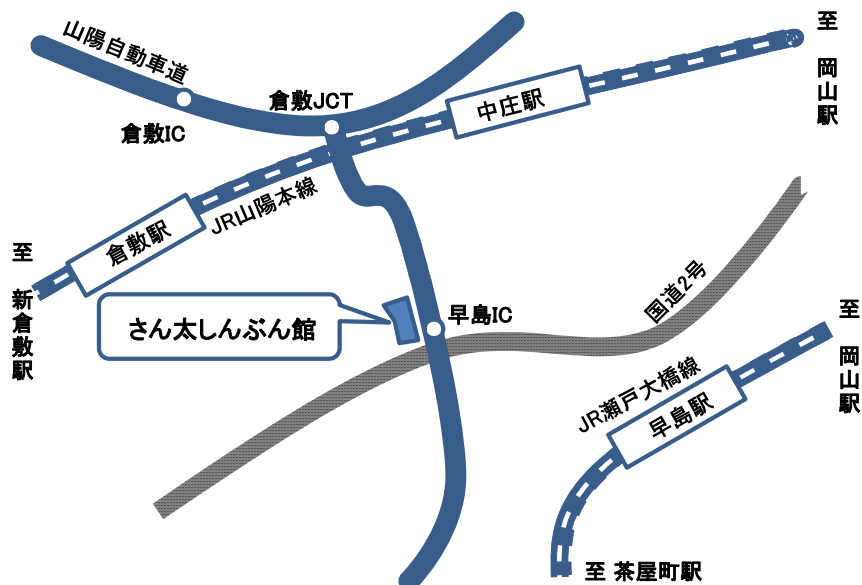 山陽自動車道
倉敷IC
倉敷JCT
中庄駅
至 岡山駅
JR山陽本線
倉敷駅
至 新倉敷駅
さん太しんぶん館
早島IC
国道2号
至 岡山駅
JR瀬戸大橋線
早島駅
至 茶屋町駅